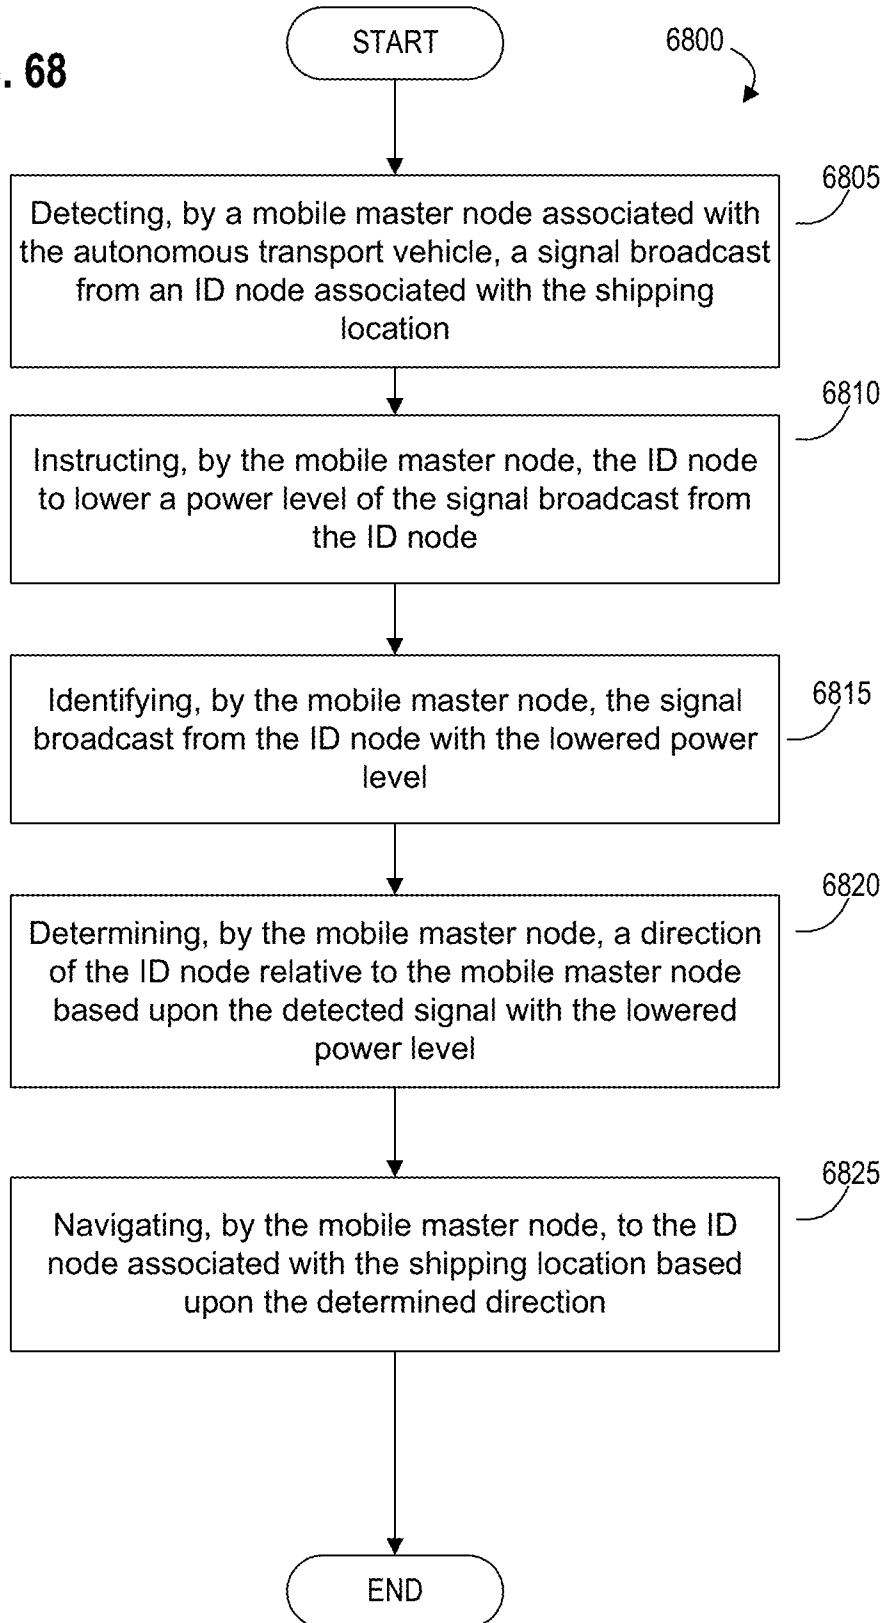 . 68
START
6800
6805
Detecting, by a mobile master node associated with
the autonomous transport vehicle, a signal broadcast
from an ID node associated with the shipping
location
6810
Instructing, by the mobile master node, the ID node
to lower a power level of the signal broadcast from
the ID node
6815
Identifying, by the mobile master node, the signal
broadcast from the ID node with the lowered power
level
6820
Determining, by the mobile master node, a direction
of the ID node relative to the mobile master node
based upon the detected signal with the lowered
power level
6825
Navigating, by the mobile master node, to the ID
node associated with the shipping location based
upon the determined direction
END